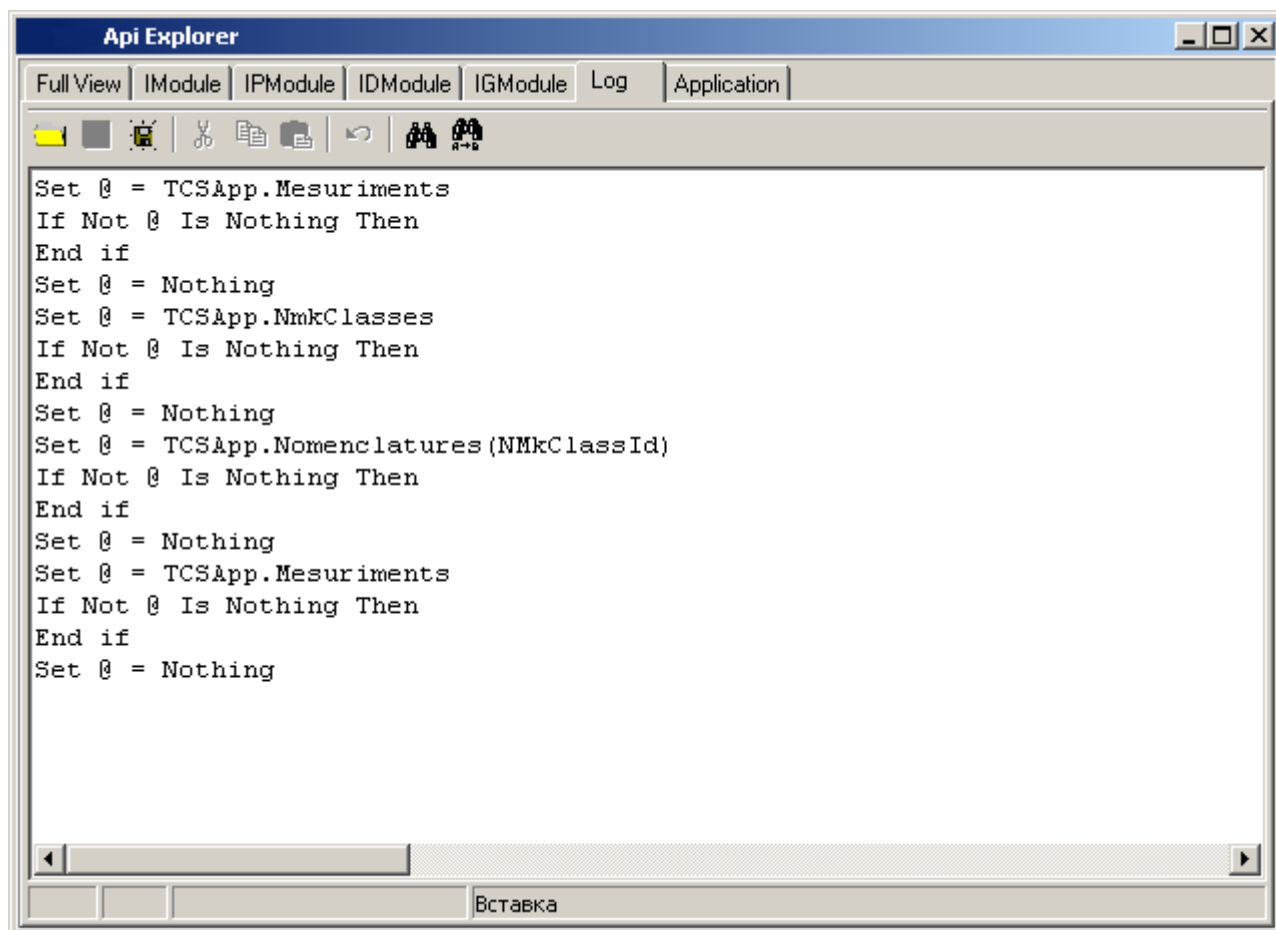 Api Explorer
Full View IModule IPModule IDModule IGModule Log Application
A→B
Set @ = TCSApp.Mesuriments
If Not @ Is Nothing Then
End if
Set @ = Nothing
Set @ = TCSApp.NmkClasses
If Not @ Is Nothing Then
End if
Set @ = Nothing
Set @ = TCSApp.Nomenclatures(NMkClassId)
If Not @ Is Nothing Then
End if
Set @ = Nothing
Set @ = TCSApp.Mesuriments
If Not @ Is Nothing Then
End if
Set @ = Nothing
Вставка